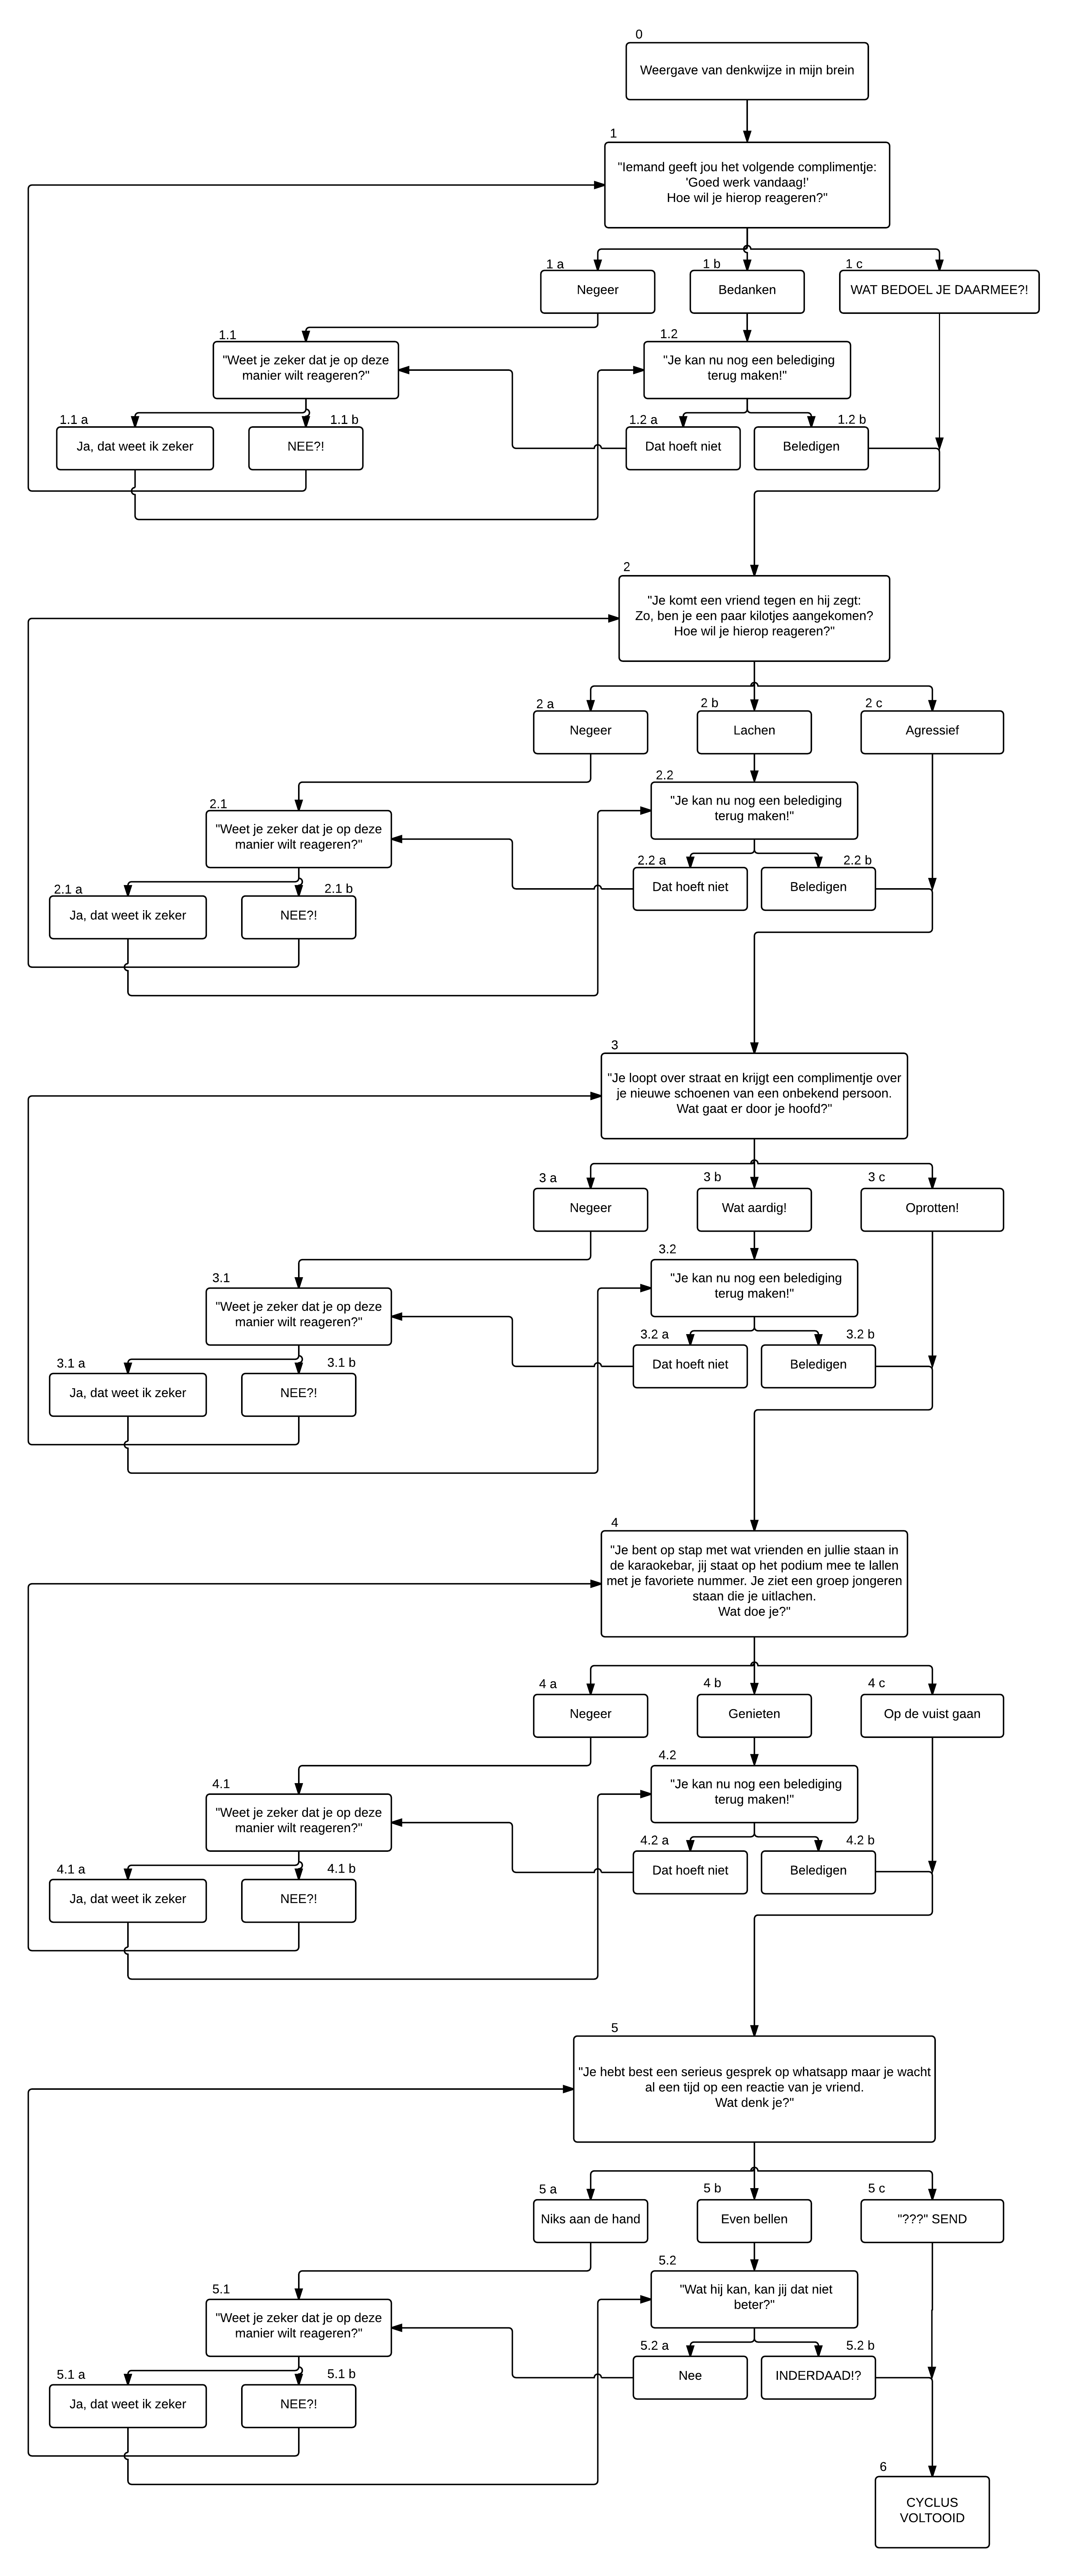 0
Weergave van denkwijze in mijn brein
1
"Iemand geeft jou het volgende complimentje:
'Goed werk vandaag!'
Hoe wil je hierop reageren?"
1 a
Negeer
1 b
Bedanken
1 c
WAT BEDOEL JE DAARMEE?!
1.1
"Weet je zeker dat je op deze
manier wilt reageren?"
1.2
"Je kan nu nog een belediging
terug maken!"
1.1 a
Ja, dat weet ik zeker
1.1 b
NEE?!
1.2 a
Dat hoeft niet
1.2 b
Beledigen
2
"Je komt een vriend tegen en hij zegt:
Zo, ben je een paar kilotjes aangekomen?
Hoe wil je hierop reageren?"
2 a
Negeer
2 b
Lachen
2 c
Agressief
2.1
"Weet je zeker dat je op deze
manier wilt reageren?"
2.2
"Je kan nu nog een belediging
terug maken!"
2.1 a
Ja, dat weet ik zeker
2.1 b
NEE?!
2.2 a
Dat hoeft niet
2.2 b
Beledigen
3
"Je loopt over straat en krijgt een complimentje over
je nieuwe schoenen van een onbekend persoon.
Wat gaat er door je hoofd?"
3 a
Negeer
3 b
Wat aardig!
3 c
Oprotten!
3.1
"Weet je zeker dat je op deze
manier wilt reageren?"
3.2
"Je kan nu nog een belediging
terug maken!"
3.1 a
Ja, dat weet ik zeker
3.1 b
NEE?!
3.2 a
Dat hoeft niet
3.2 b
Beledigen
4
"Je bent op stap met wat vrienden en jullie staan in
de karaokebar, jij staat op het podium mee te lallen
met je favoriete nummer. Je ziet een groep jongeren
staan die je uitlachen.
Wat doe je?"
4 a
Negeer
4 b
Genieten
4 c
Op de vuist gaan
4.1
"Weet je zeker dat je op deze
manier wilt reageren?"
4.2
"Je kan nu nog een belediging
terug maken!"
4.1 a
Ja, dat weet ik zeker
4.1 b
NEE?!
4.2 a
Dat hoeft niet
4.2 b
Beledigen
5
"Je hebt best een serieus gesprek op whatsapp maar je wacht
al een tijd op een reactie van je vriend.
Wat denk je?"
5 a
Niks aan de hand
5 b
Even bellen
5 c
"???" SEND
5.1
"Weet je zeker dat je op deze
manier wilt reageren?"
5.2
"Wat hij kan, kan jij dat niet
beter?"
5.1 a
Ja, dat weet ik zeker
5.1 b
NEE?!
5.2 a
Nee
5.2 b
INDERDAAD!?
6
CYCLUS
VOLTOOID